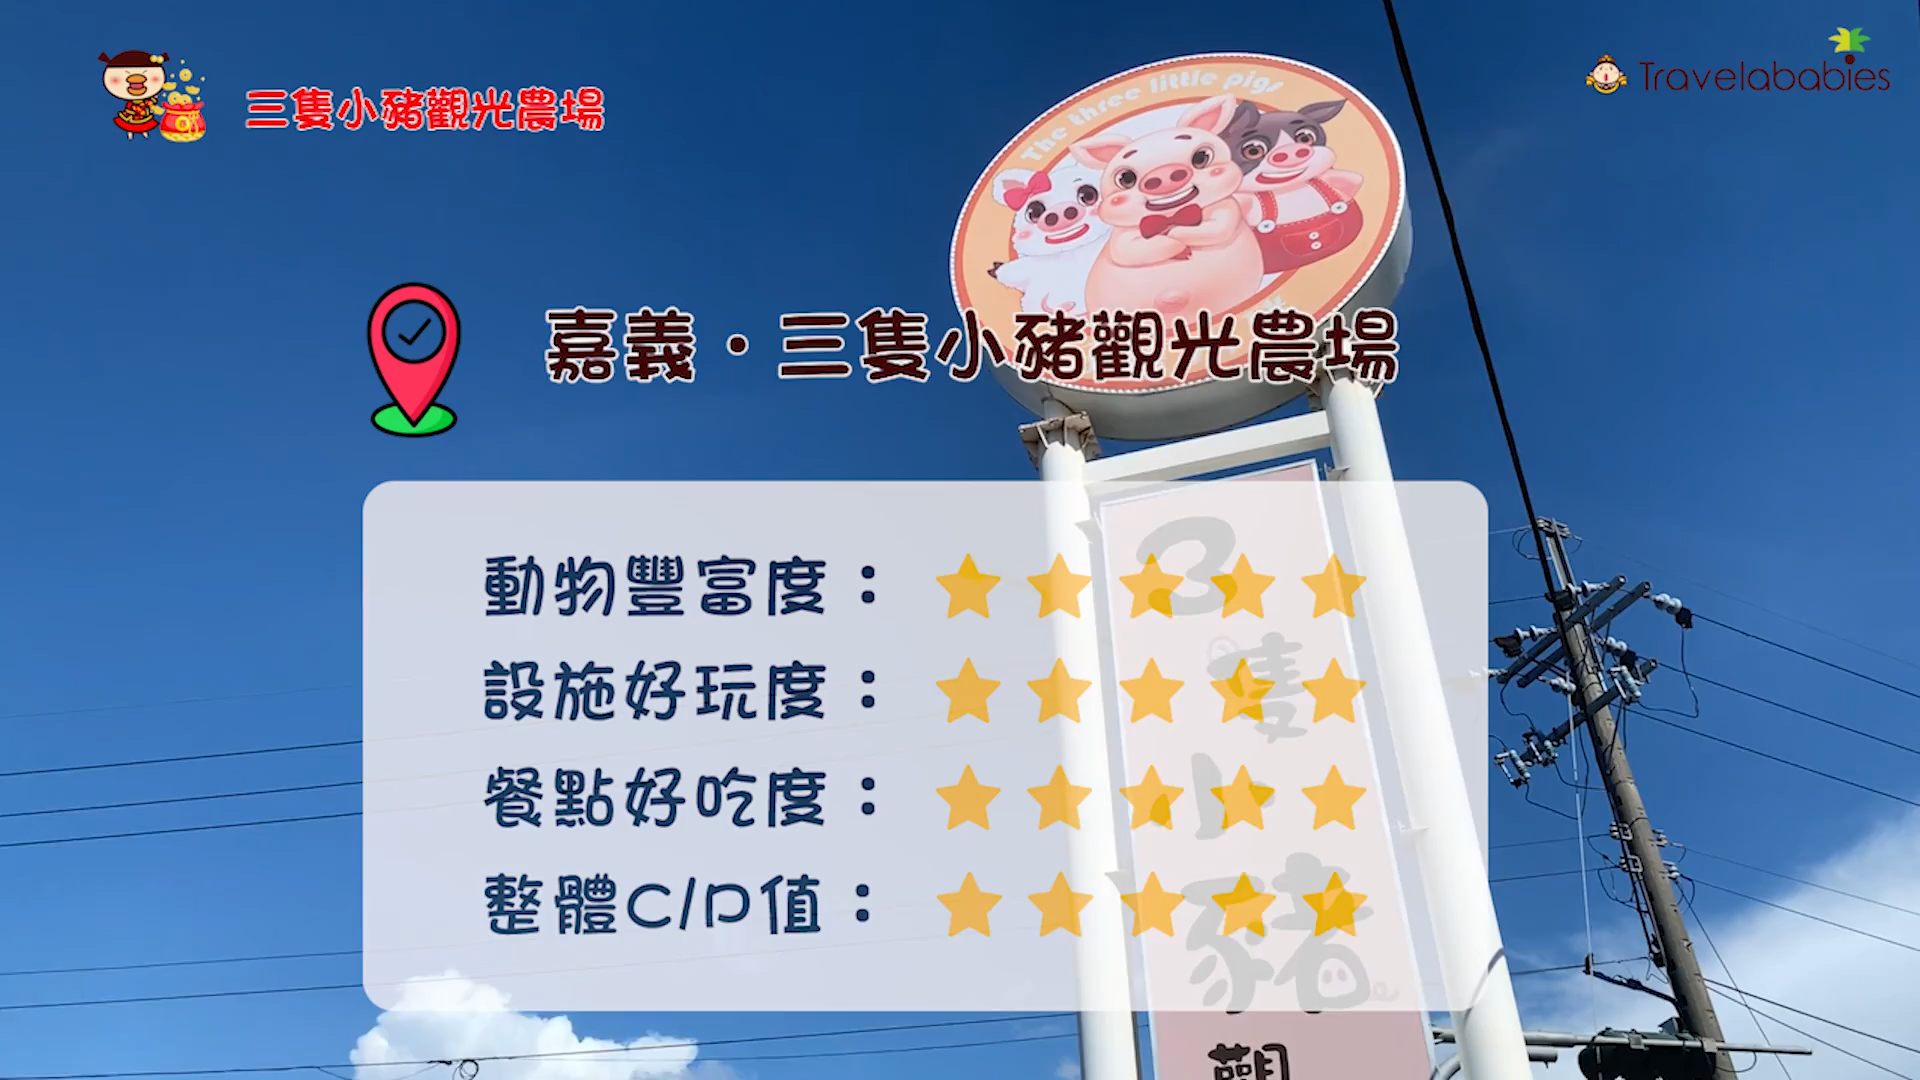 三隻小豬觀光農場
Travelababies
The three little pigs
嘉義・三隻小豬觀光農場
動物豐富度：
設施好玩度：
餐點好吃度：
整體C/P值：
3隻小豬觀